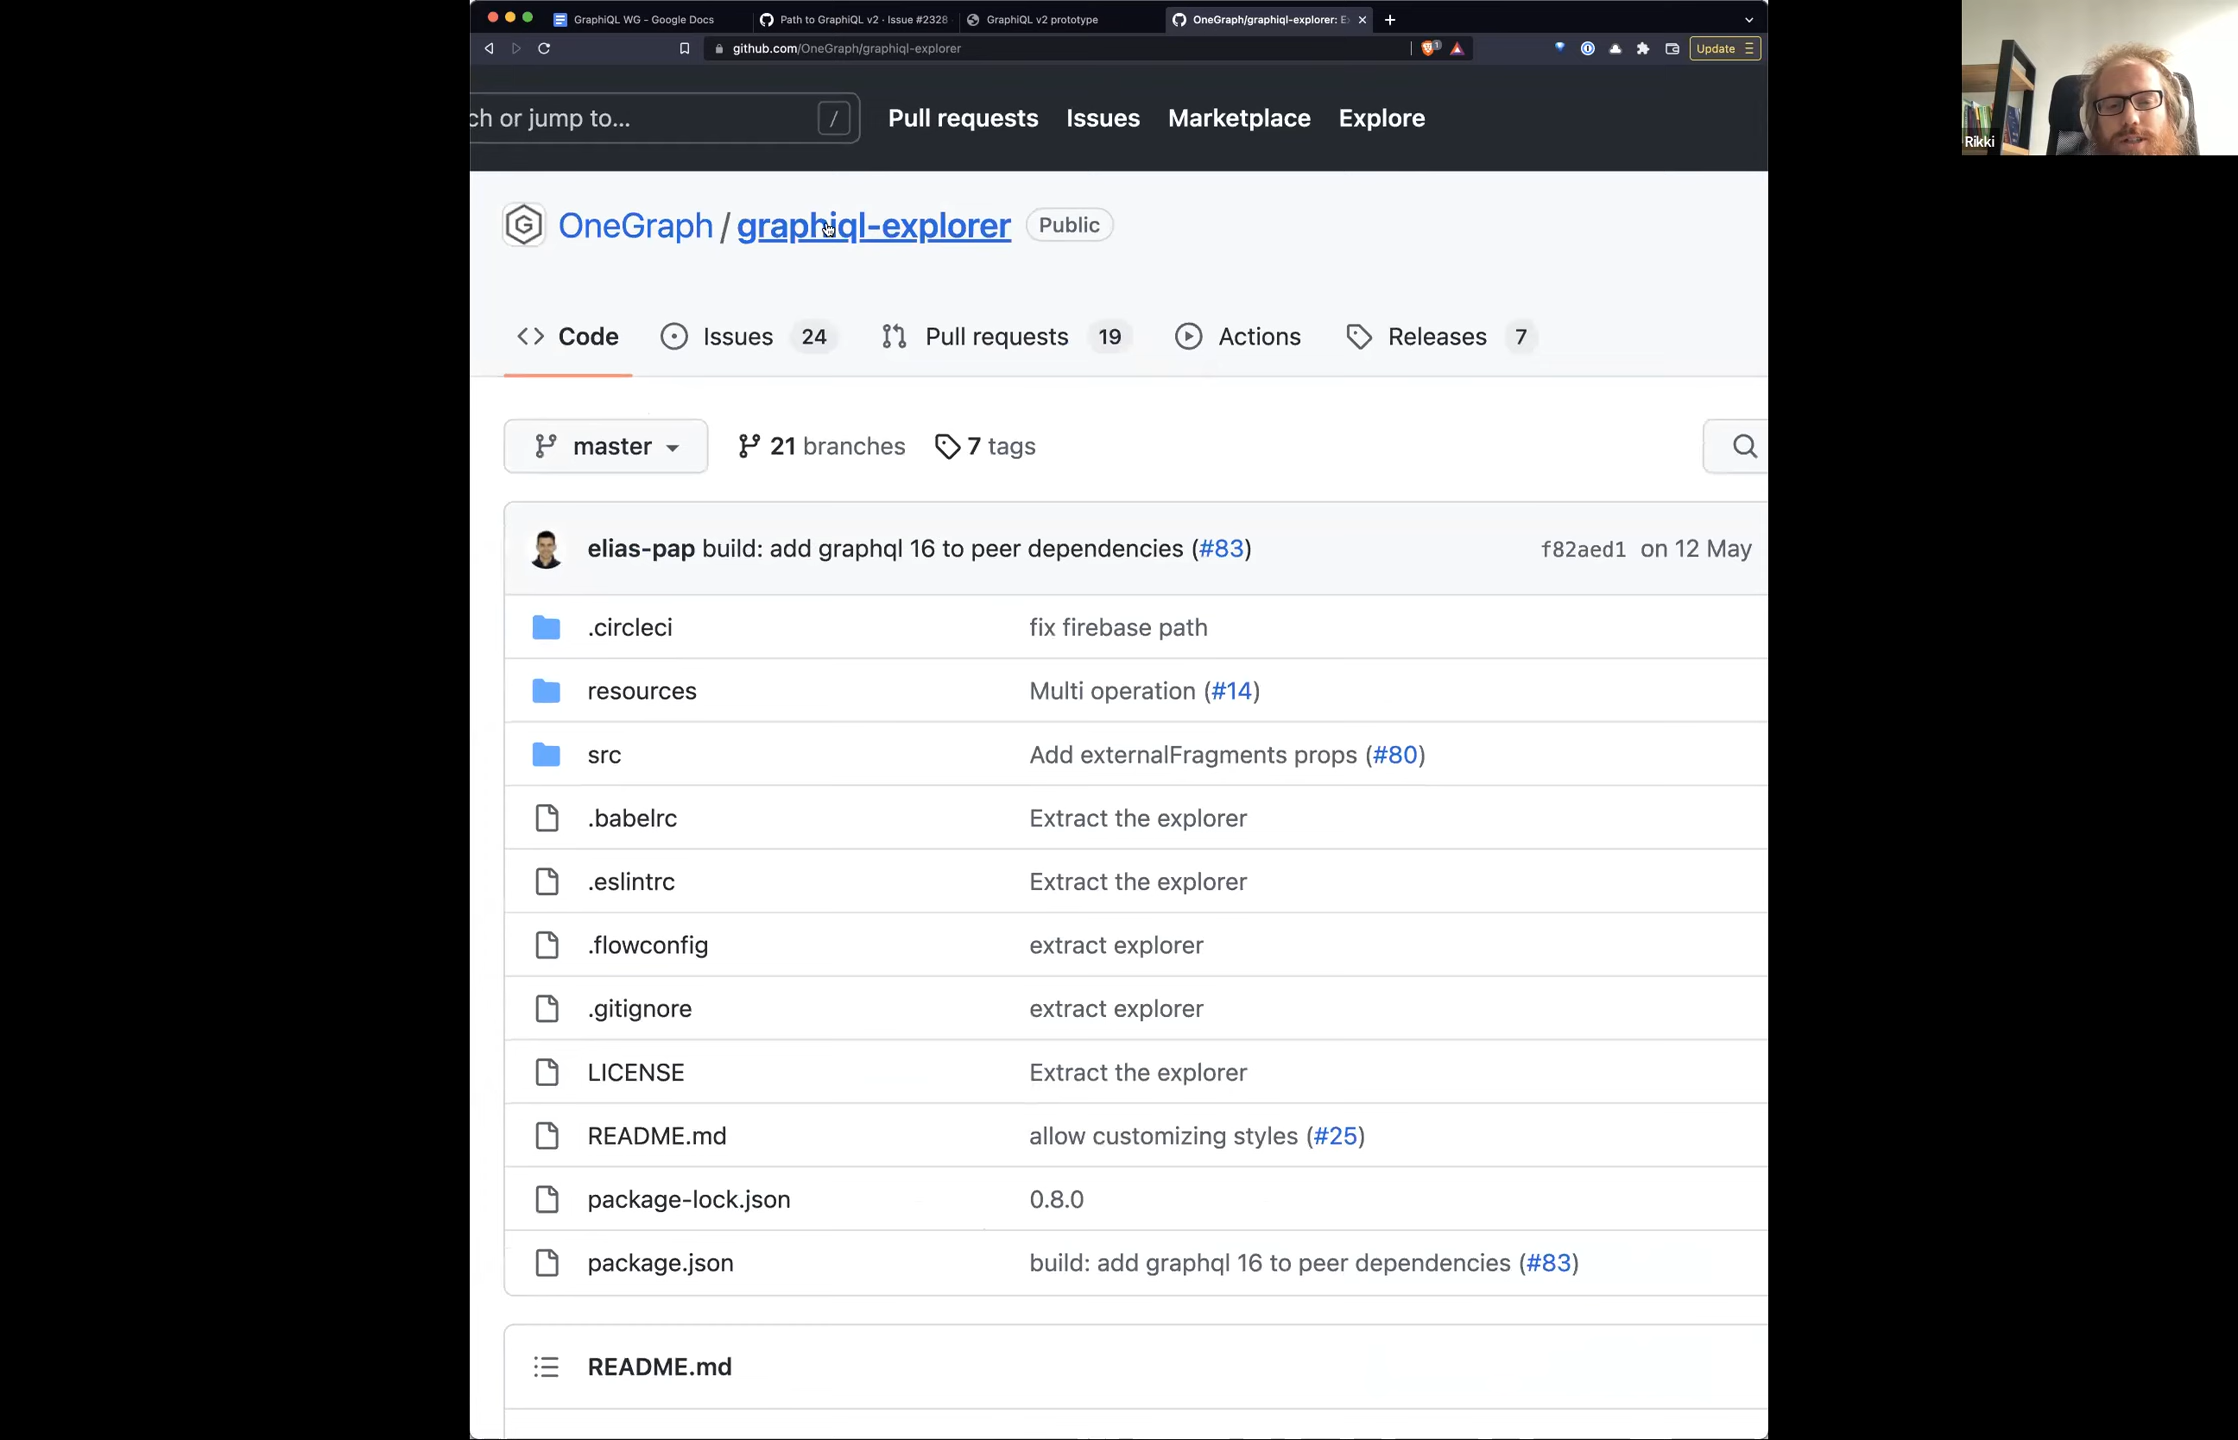 GraphiQL WG - Google Docs
Path to GraphiQL v2 · Issue #2328
GraphiQL v2 prototype
OneGraph/graphiql-explorer: E
github.com/OneGraph/graphiql-explorer
1
Update
ch or jump to...
/
Pull requests
Issues
Marketplace
Explore
Rikki
OneGraph / graphiql-explorer
Public
Code
Issues 24
Pull requests 19
Actions
Releases 7
master
21 branches
7 tags
elias-pap build: add graphql 16 to peer dependencies (#83)
f82aed1 on 12 May
.circleci
fix firebase path
resources
Multi operation (#14)
src
Add externalFragments props (#80)
.babelrc
Extract the explorer
.eslintrc
Extract the explorer
.flowconfig
extract explorer
.gitignore
extract explorer
LICENSE
Extract the explorer
README.md
allow customizing styles (#25)
package-lock.json
0.8.0
package.json
build: add graphql 16 to peer dependencies (#83)
README.md